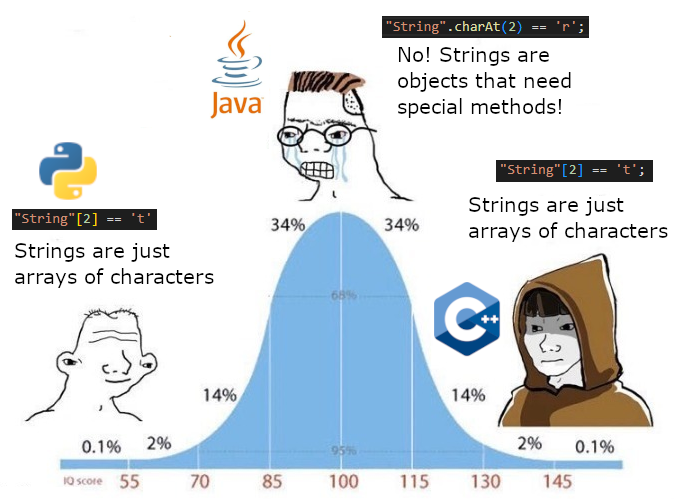 "String".charAt(2) == 'r';
No! Strings are
objects that need
special methods!
Java
"String"[2] == 't';
Strings are just
arrays of characters
"String"[2] == 't'
Strings are just
arrays of characters
34%
34%
68%
C++
14%
14%
95%
0.1%
2%
2%
0.1%
IQ score 55 70 85 100 115 130 145